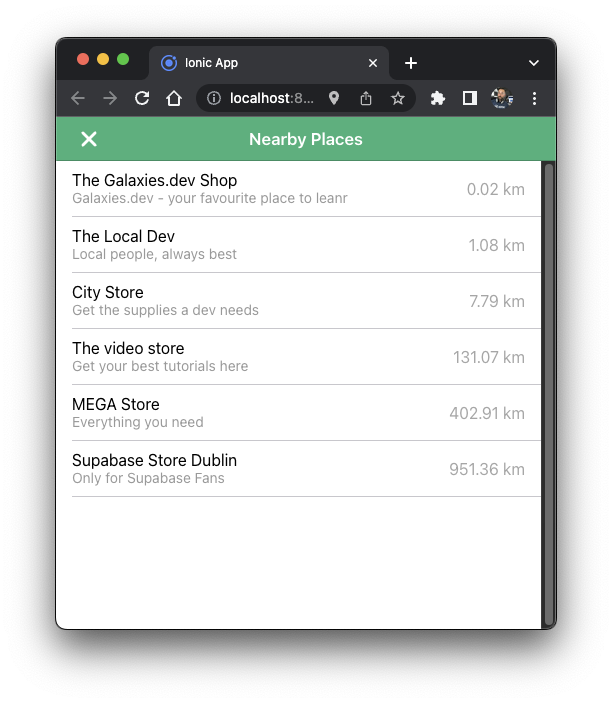 Ionic App
localhost:8...
Nearby Places
The Galaxies.dev Shop
Galaxies.dev - your favourite place to leanr
0.02 km
The Local Dev
Local people, always best
1.08 km
City Store
Get the supplies a dev needs
7.79 km
The video store
Get your best tutorials here
131.07 km
MEGA Store
Everything you need
402.91 km
Supabase Store Dublin
Only for Supabase Fans
951.36 km